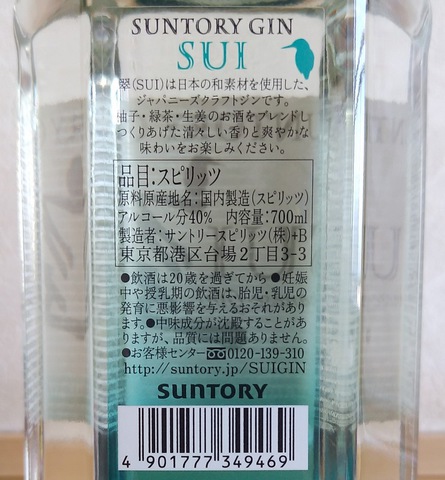 SUNTORY GIN
SUI
翠(SUI)は日本の和素材を使用した、
ジャパニーズクラフトジンです。
柚子・緑茶・生姜のお酒をブレンドし
つくりあげた清々しい香りと爽やかな
味わいをお楽しみください。
品目:スピリッツ
原料原産地名:国内製造(スピリッツ)
アルコール分40% 内容量:700ml
製造者:サントリースピリッツ(株)+B
東京都港区台場2丁目3-3
●飲酒は20歳を過ぎてから●妊娠
中や授乳期の飲酒は、胎児・乳児の
発育に悪影響を与えるおそれがあり
ます。●中味成分が沈殿することがあ
りますが、品質には問題ありません。
●お客様センター 0120-139-310
http://suntory.jp/SUIGIN
SUNTORY
4 901777 349469